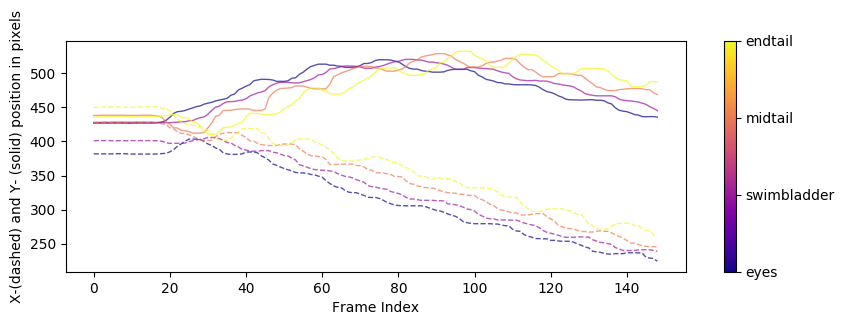 X-(dashed) and Y- (solid) position in pixels
500
450
400
350
300
250
0 20 40 60 80 100 120 140
Frame Index
endtail
midtail
swimbladder
eyes